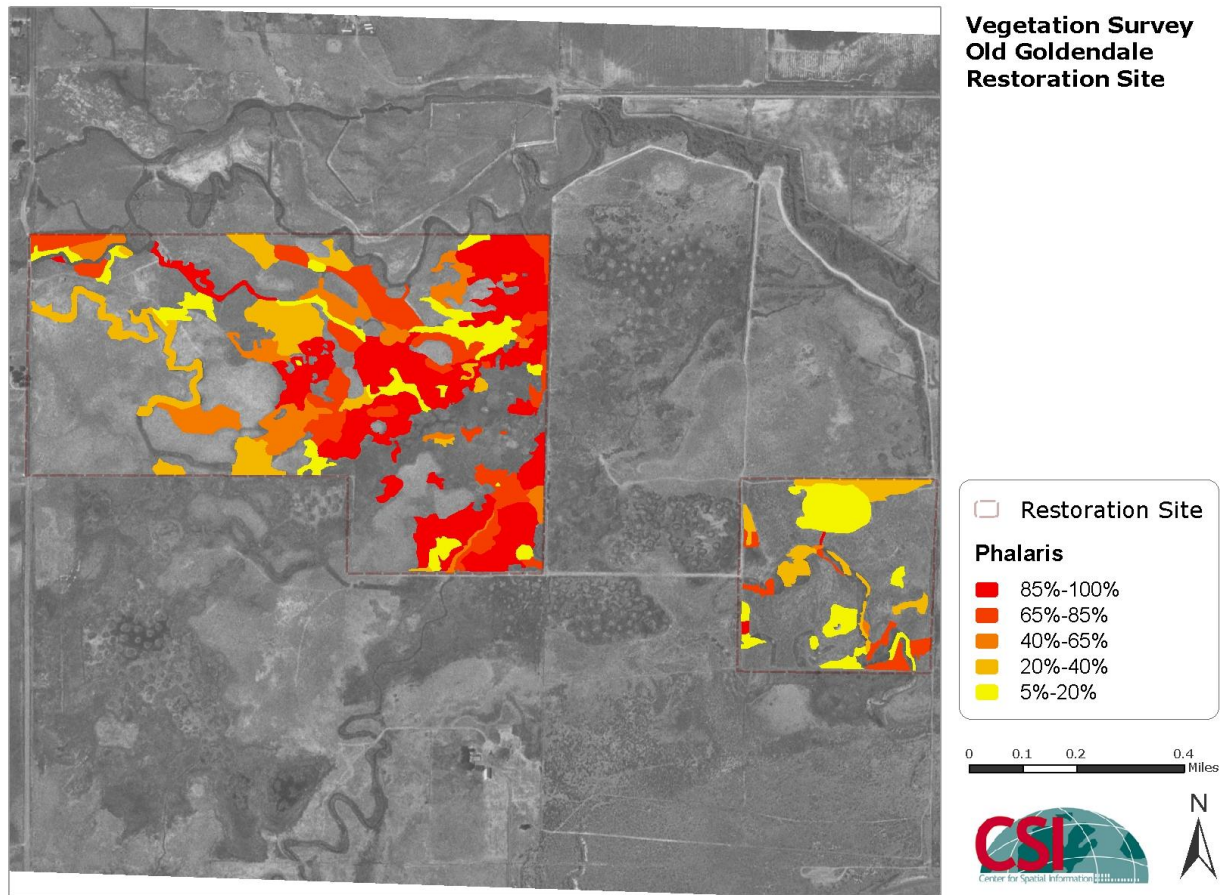 Vegetation Survey
Old Goldendale
Restoration Site
Restoration Site
Phalaris
85%-100%
65%-85%
40%-65%
20%-40%
5%-20%
0 0.1 0.2 0.4
Miles
N
CSI
Center for Spatial Information